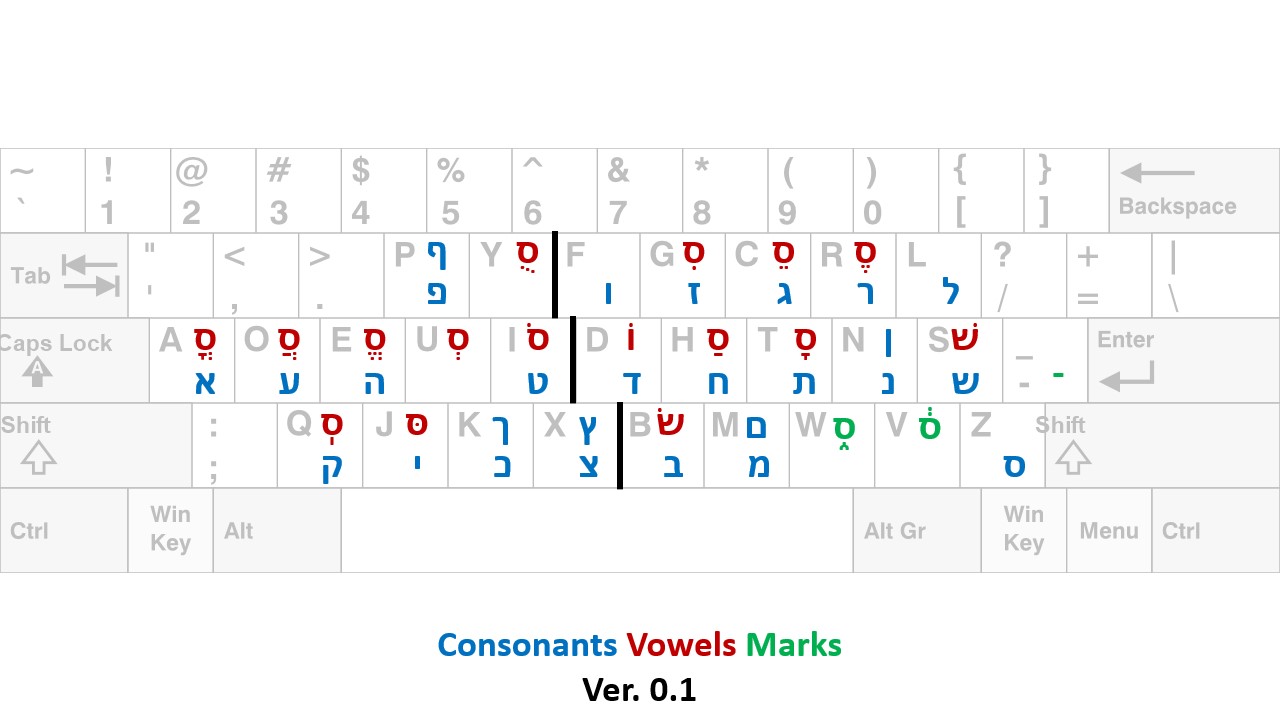 ~ ! @ # $ % ^ & * ( ) { }
` 1 2 3 4 5 6 7 8 9 0 [ ] Backspace
" < > P ף Y סֻ F G סִ C סֵ R סֶ L ? + |
Tab ' , . פ ו ז ג ר ל / = \
Caps Lock A סֳ O סֲ E סֱ U סְ I סֹ D וֹ H סַ T סָ N ן S שׁ _ Enter
א ע ה ט ד ח ת נ ש - ־
Shift : Q J סּ K ך X ץ B שׂ M ם W ס֑ V ס֔ Z Shift
; ק י כ צ ב מ ס
Ctrl Win Key Alt Alt Gr Win Key Menu Ctrl
Consonants Vowels Marks
Ver. 0.1